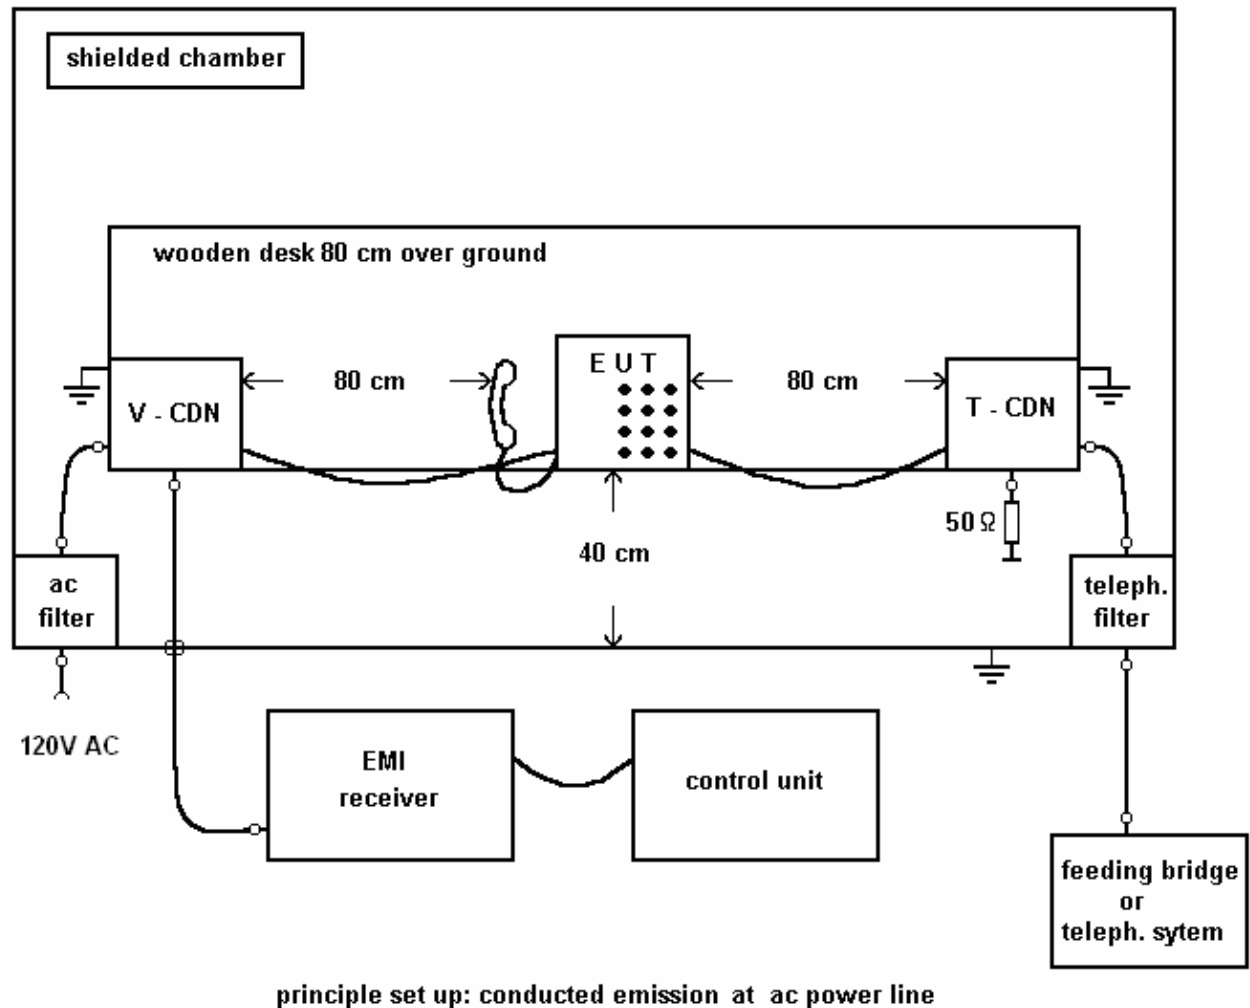 shielded chamber
wooden desk 80 cm over ground
E U T
80 cm
80 cm
V - CDN
T - CDN
50 Ω
40 cm
ac
filter
teleph.
filter
120V AC
EMI
receiver
control unit
feeding bridge
or
teleph. sytem
principle set up: conducted emission at ac power line